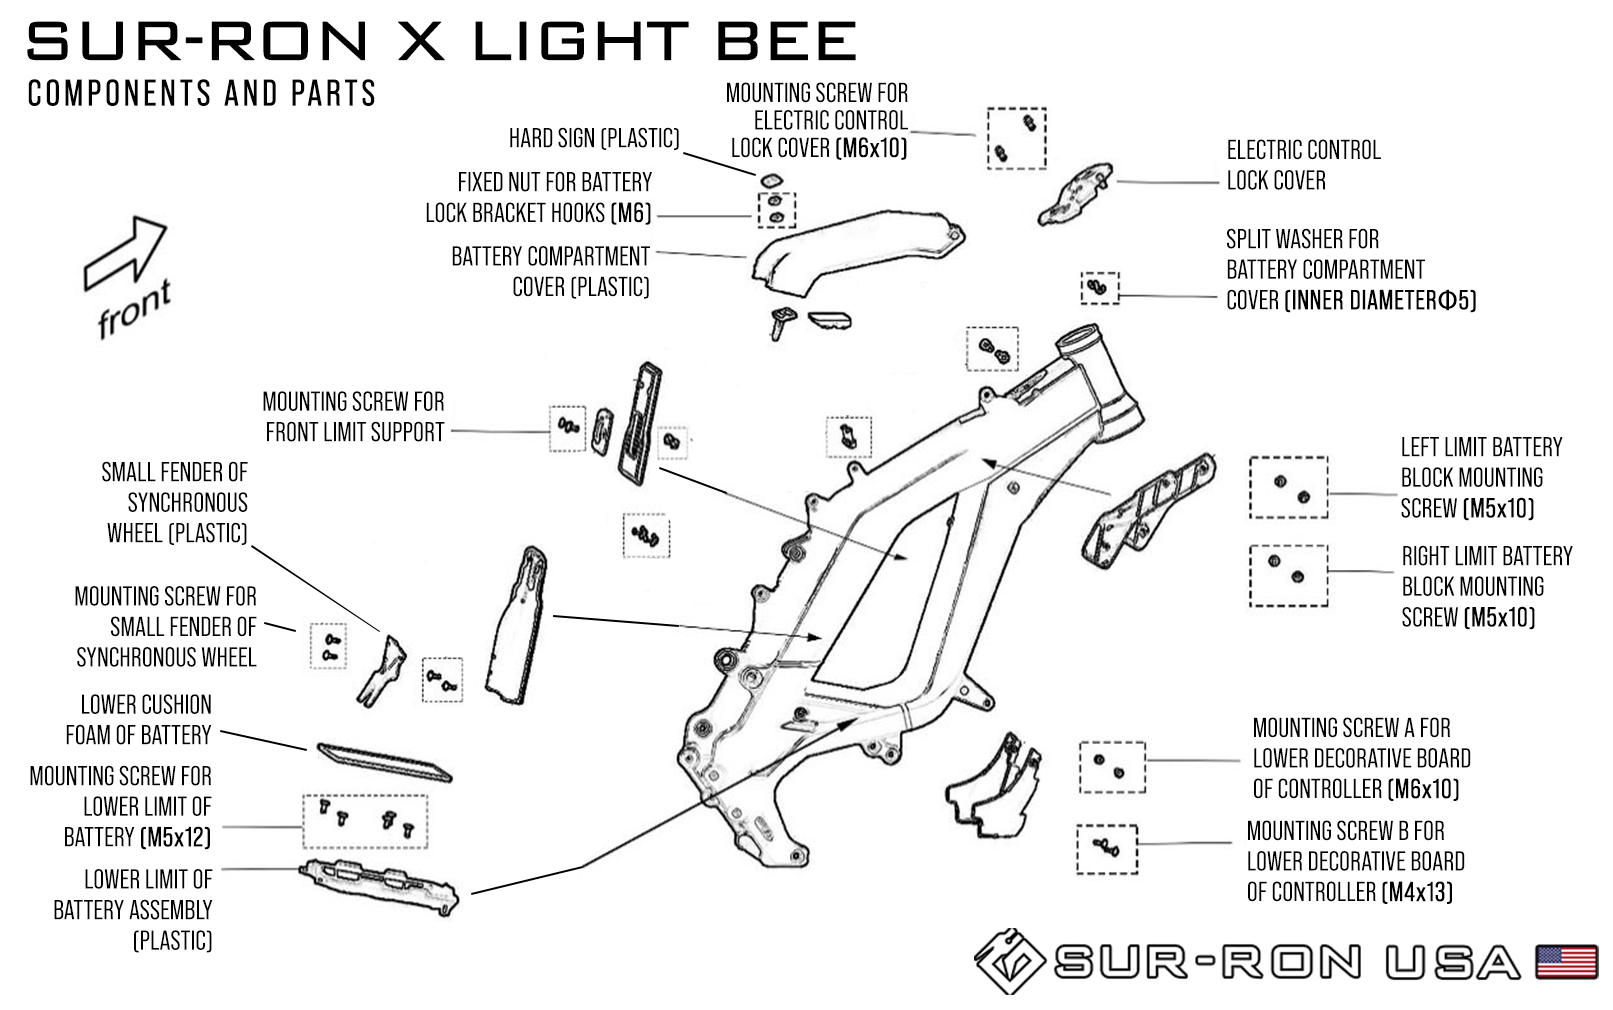 SUR-RON X LIGHT BEE
COMPONENTS AND PARTS
MOUNTING SCREW FOR
ELECTRIC CONTROL
LOCK COVER (M6x10)
HARD SIGN (PLASTIC)
FIXED NUT FOR BATTERY
LOCK BRACKET HOOKS (M6)
BATTERY COMPARTMENT
COVER (PLASTIC)
ELECTRIC CONTROL
LOCK COVER
SPLIT WASHER FOR
BATTERY COMPARTMENT
COVER (INNER DIAMETERΦ5)
front
MOUNTING SCREW FOR
FRONT LIMIT SUPPORT
SMALL FENDER OF
SYNCHRONOUS
WHEEL (PLASTIC)
MOUNTING SCREW FOR
SMALL FENDER OF
SYNCHRONOUS WHEEL
LOWER CUSHION
FOAM OF BATTERY
MOUNTING SCREW FOR
LOWER LIMIT OF
BATTERY (M5x12)
LOWER LIMIT OF
BATTERY ASSEMBLY
(PLASTIC)
LEFT LIMIT BATTERY
BLOCK MOUNTING
SCREW (M5x10)
RIGHT LIMIT BATTERY
BLOCK MOUNTING
SCREW (M5x10)
MOUNTING SCREW A FOR
LOWER DECORATIVE BOARD
OF CONTROLLER (M6x10)
MOUNTING SCREW B FOR
LOWER DECORATIVE BOARD
OF CONTROLLER (M4x13)
SUR-RON USA